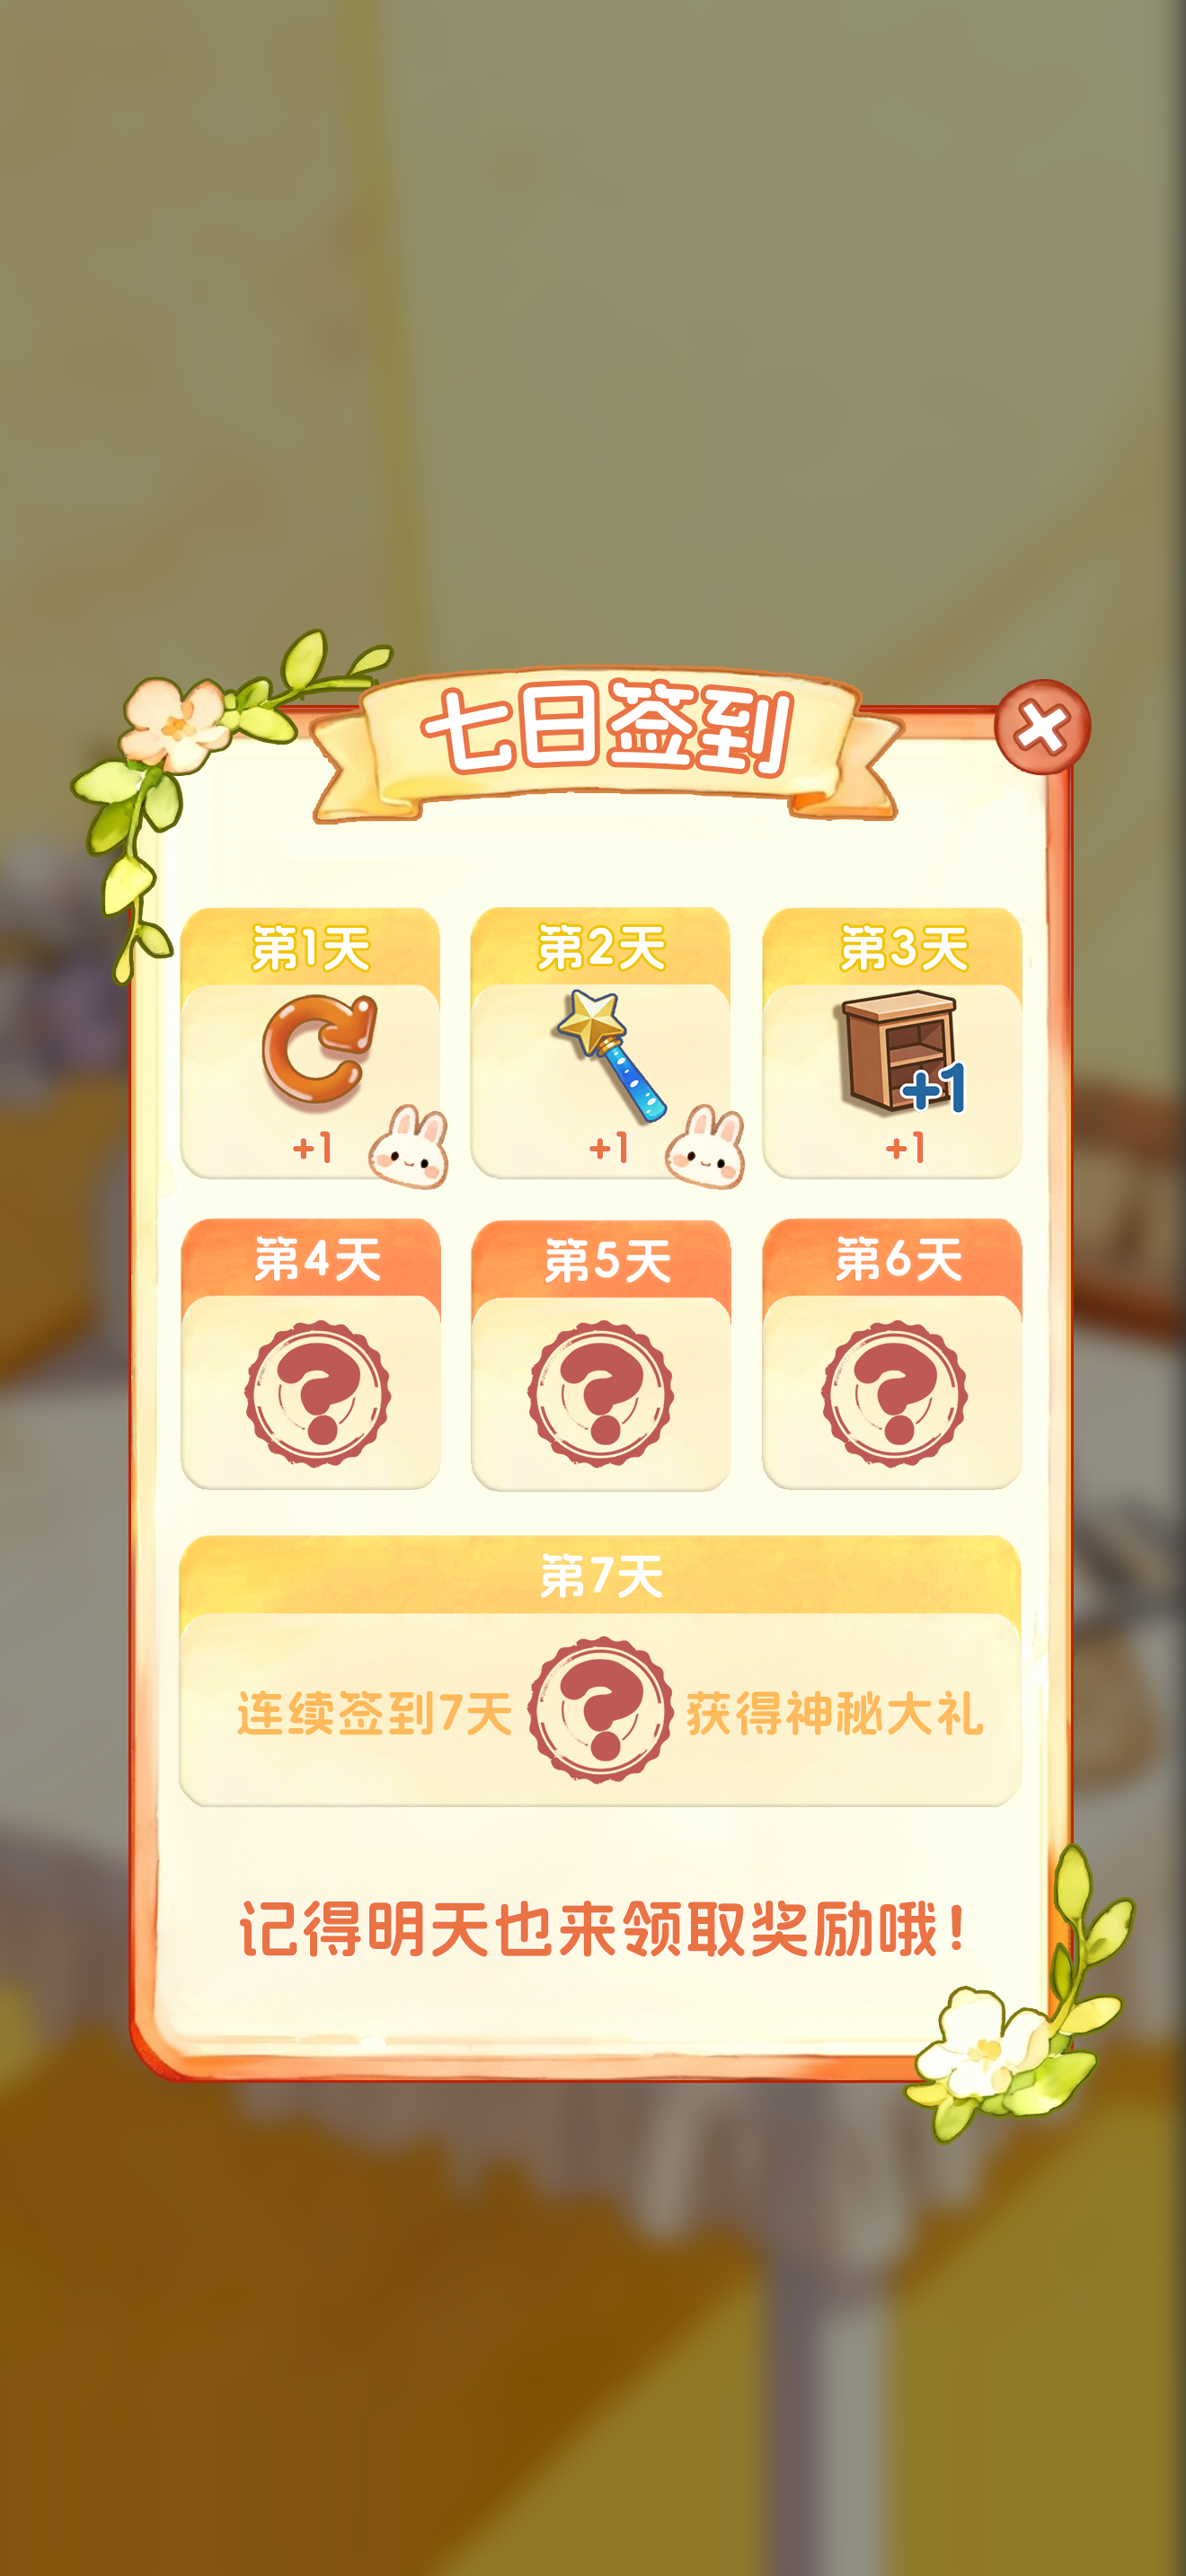 七日签到
第1天
第2天
第3天
+1
+1
+1
+1
第4天
第5天
第6天
第7天
连续签到7天
获得神秘大礼
记得明天也来领取奖励哦！